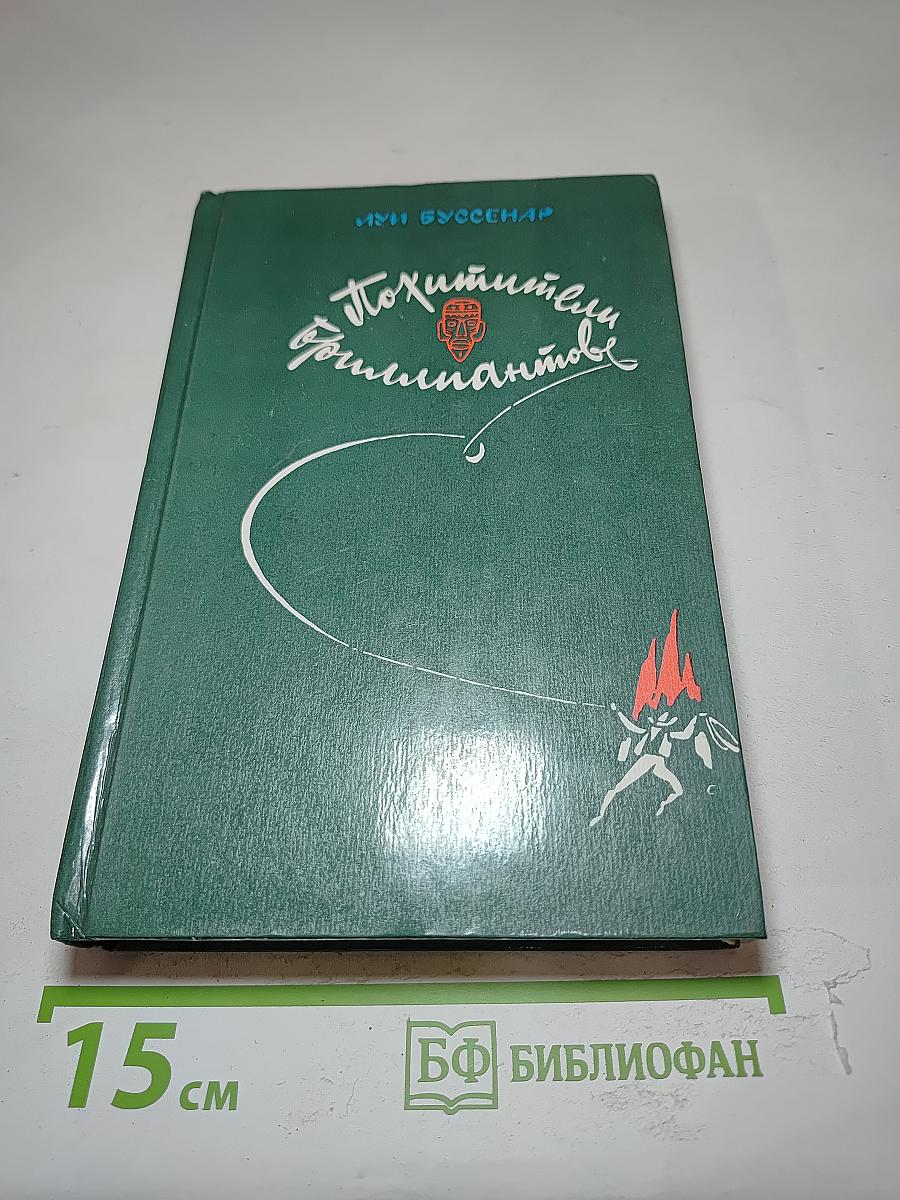 ЛУИ БУССЕНАР
Похитители
бриллиантов
15 см
БФ БИБЛИОФАН